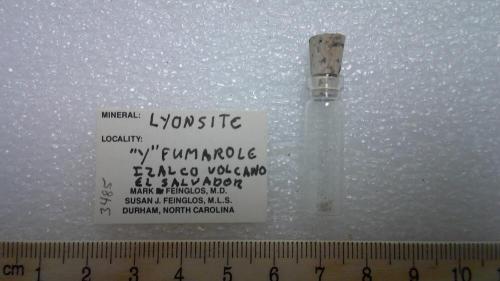 MINERAL: LYONSITE
LOCALITY:
"Y" FUMAROLE
IZALCO VOLCANO
EL SALVADOR
MARK FEINGLOS, M.D.
SUSAN J. FEINGLOS, M.L.S.
DURHAM, NORTH CAROLINA
3485
cm 1 2 3 4 5 6 7 8 9 10